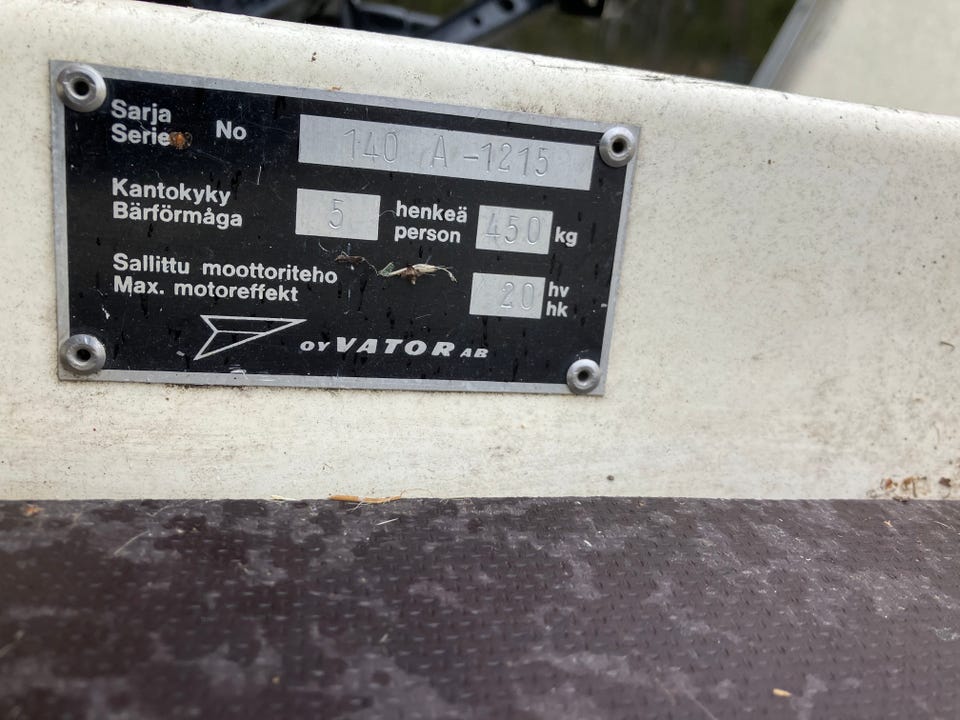 Sarja
Serie No 140 A -1215
Kantokyky
Bärförmåga 5 henkeä
person 450 kg
Sallittu moottoriteho
Max. motoreffekt 20 hv
hk
OY VATOR AB